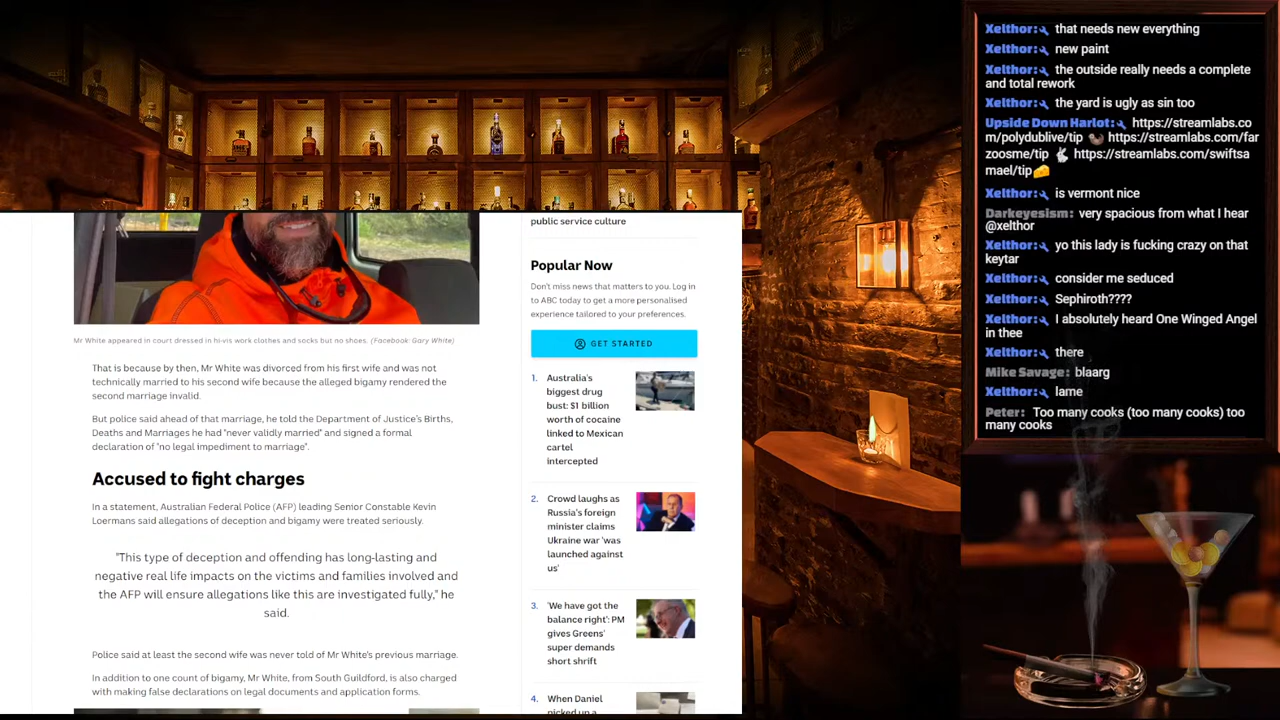 Mr White appeared in court dressed in hi-vis work clothes and socks but no shoes. (Facebook: Gary White)
That is because by then, Mr White was divorced from his first wife and was not
technically married to his second wife because the alleged bigamy rendered the
second marriage invalid.
But police said ahead of that marriage, he told the Department of Justice's Births,
Deaths and Marriages he had "never validly married" and signed a formal
declaration of "no legal impediment to marriage".
Accused to fight charges
In a statement, Australian Federal Police (AFP) leading Senior Constable Kevin
Loermans said allegations of deception and bigamy were treated seriously.
"This type of deception and offending has long-lasting and
negative real life impacts on the victims and families involved and
the AFP will ensure allegations like this are investigated fully," he
said.
Police said at least the second wife was never told of Mr White's previous marriage.
In addition to one count of bigamy, Mr White, from South Guildford, is also charged
with making false declarations on legal documents and application forms.
public service culture
Popular Now
Don't miss news that matters to you. Log in
to ABC today to get a more personalised
experience tailored to your preferences.
GET STARTED
1. Australia's
biggest drug
bust: $1 billion
worth of cocaine
linked to Mexican
cartel
intercepted
2. Crowd laughs as
Russia's foreign
minister claims
Ukraine war 'was
launched against
us'
3. 'We have got the
balance right': PM
gives Greens'
super demands
short shrift
4. When Daniel
picked up a
Xelthor: that needs new everything
Xelthor: new paint
Xelthor: the outside really needs a complete
and total rework
Xelthor: the yard is ugly as sin too
Upside Down Harlot: https://streamlabs.co
m/polydublive/tip 🦦 https://streamlabs.com/far
zoosme/tip 🐇 https://streamlabs.com/swiftsa
mael/tip🧀
Xelthor: is vermont nice
Darkeyesism: very spacious from what I hear
@xelthor
Xelthor: yo this lady is fucking crazy on that
keytar
Xelthor: consider me seduced
Xelthor: Sephiroth????
Xelthor: I absolutely heard One Winged Angel
in thee
Xelthor: there
Mike Savage: blaarg
Xelthor: lame
Peter: Too many cooks (too many cooks) too
many cooks